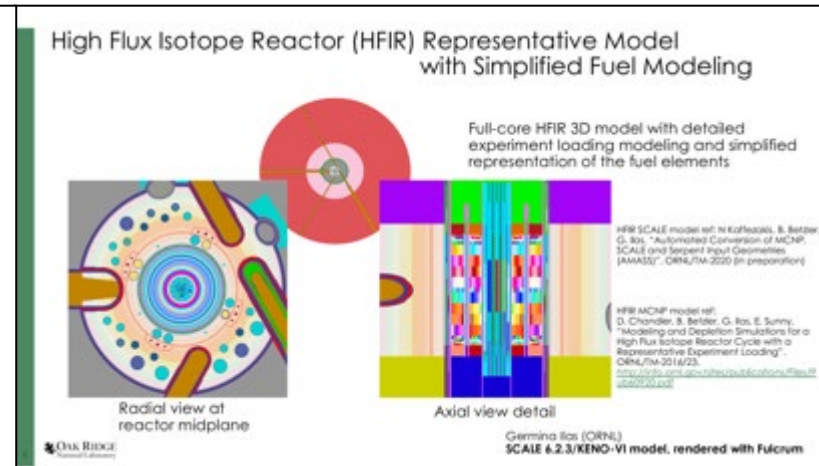 High Flux Isotope Reactor (HFIR) Representative Model
with Simplified Fuel Modeling
Full-core HFIR 3D model with detailed
experiment loading modeling and simplified
representation of the fuel elements
HFIR SCALE model ref: N Kaffezakis, B. Betzler,
G. Ilas. "Automated Conversion of MCNP,
SCALE and Serpent Input Geometries
(AMASS)", ORNL/TM-2020 (in preparation)
HFIR MCNP model ref:
D. Chandler, B. Betzler, G. Ilas, E. Sunny,
"Modeling and Depletion Simulations for a
High Flux Isotope Reactor Cycle with a
Representative Experiment Loading",
ORNL/TM-2016/23,
Radial view at
reactor midplane
Axial view detail
Germina Ilas (ORNL)
SCALE 6.2.3/KENO-VI model, rendered with Fulcrum
OAK RIDGE
National Laboratory